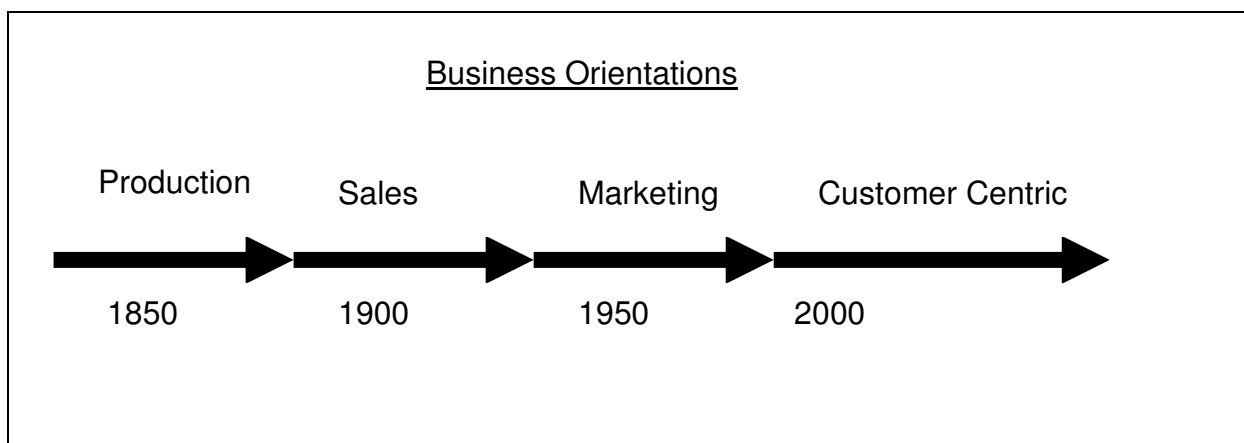 Business Orientations
Production Sales Marketing Customer Centric
1850 1900 1950 2000